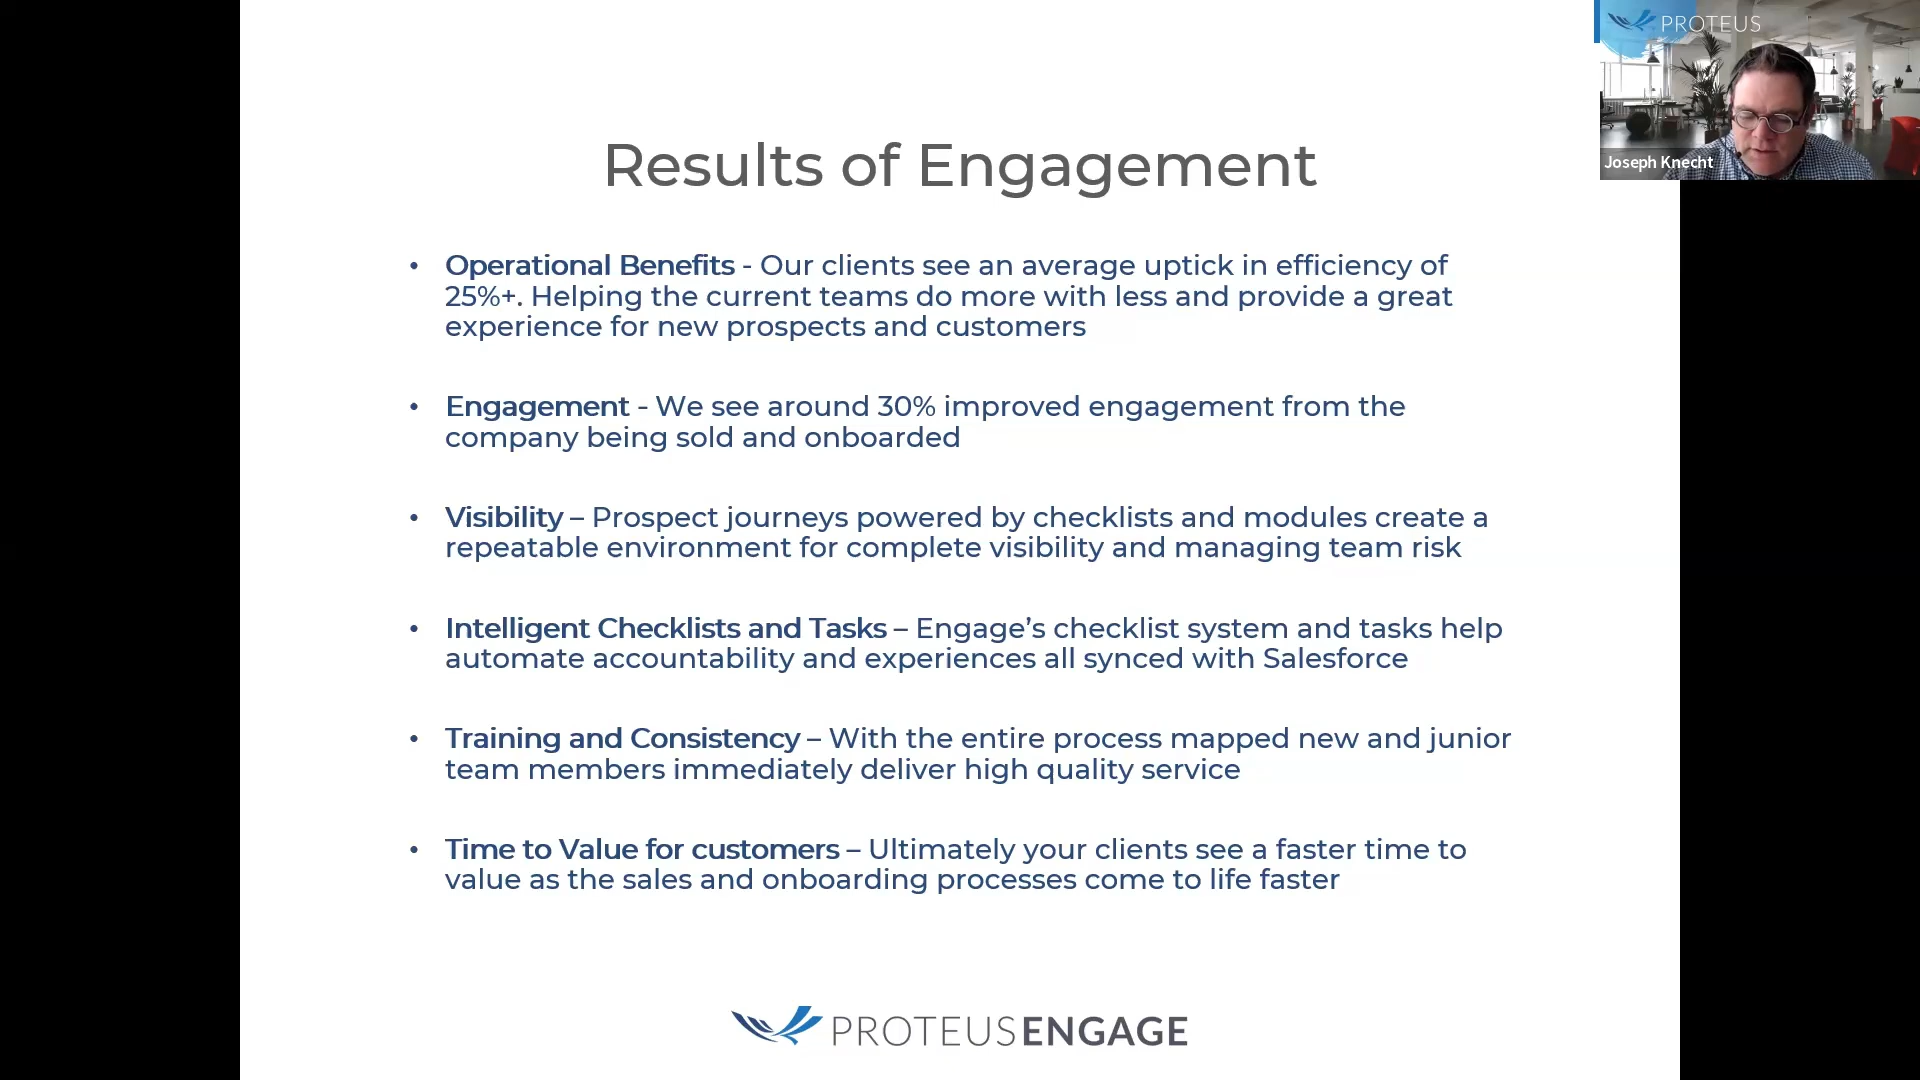 PROTEUS
Joseph Knecht
Results of Engagement
• Operational Benefits - Our clients see an average uptick in efficiency of
25%+. Helping the current teams do more with less and provide a great
experience for new prospects and customers
• Engagement - We see around 30% improved engagement from the
company being sold and onboarded
• Visibility – Prospect journeys powered by checklists and modules create a
repeatable environment for complete visibility and managing team risk
• Intelligent Checklists and Tasks – Engage’s checklist system and tasks help
automate accountability and experiences all synced with Salesforce
• Training and Consistency – With the entire process mapped new and junior
team members immediately deliver high quality service
• Time to Value for customers – Ultimately your clients see a faster time to
value as the sales and onboarding processes come to life faster
PROTEUSENGAGE